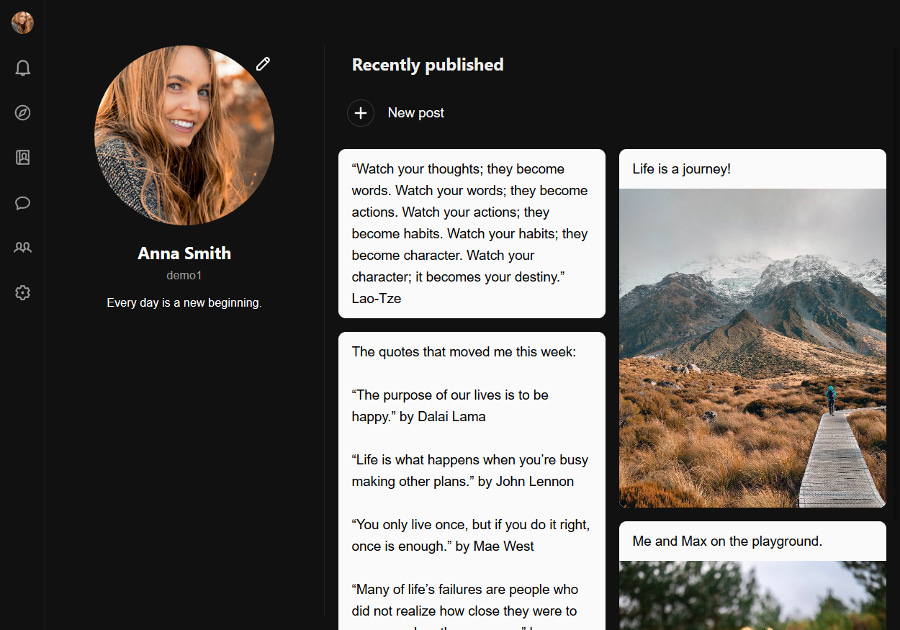 Anna Smith
demo1
Every day is a new beginning.
Recently published
New post
“Watch your thoughts; they become
words. Watch your words; they become
actions. Watch your actions; they
become habits. Watch your habits; they
become character. Watch your
character; it becomes your destiny.”
Lao-Tze
The quotes that moved me this week:
“The purpose of our lives is to be
happy.” by Dalai Lama
“Life is what happens when you’re busy
making other plans.” by John Lennon
“You only live once, but if you do it right,
once is enough.” by Mae West
“Many of life’s failures are people who
did not realize how close they were to
Life is a journey!
Me and Max on the playground.